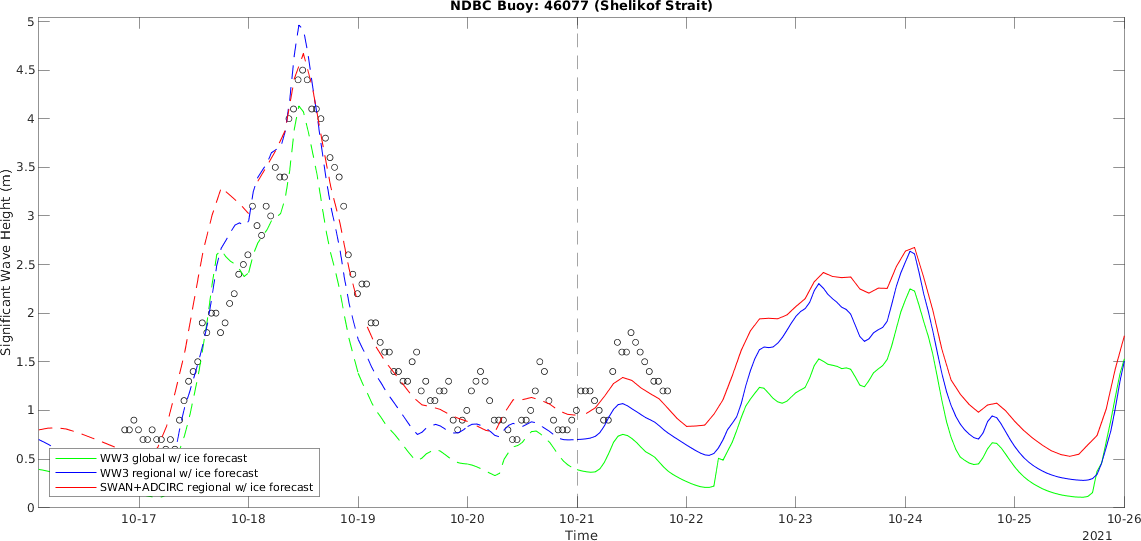 NDBC Buoy: 46077 (Shelikof Strait)
5
4.5
4
3.5
3
2.5
2
1.5
1
0.5
0
Significant Wave Height (m)
WW3 global w/ ice forecast
WW3 regional w/ ice forecast
SWAN+ADCIRC regional w/ ice forecast
10-17 10-18 10-19 10-20 10-21 10-22 10-23 10-24 10-25 10-26
Time
2021